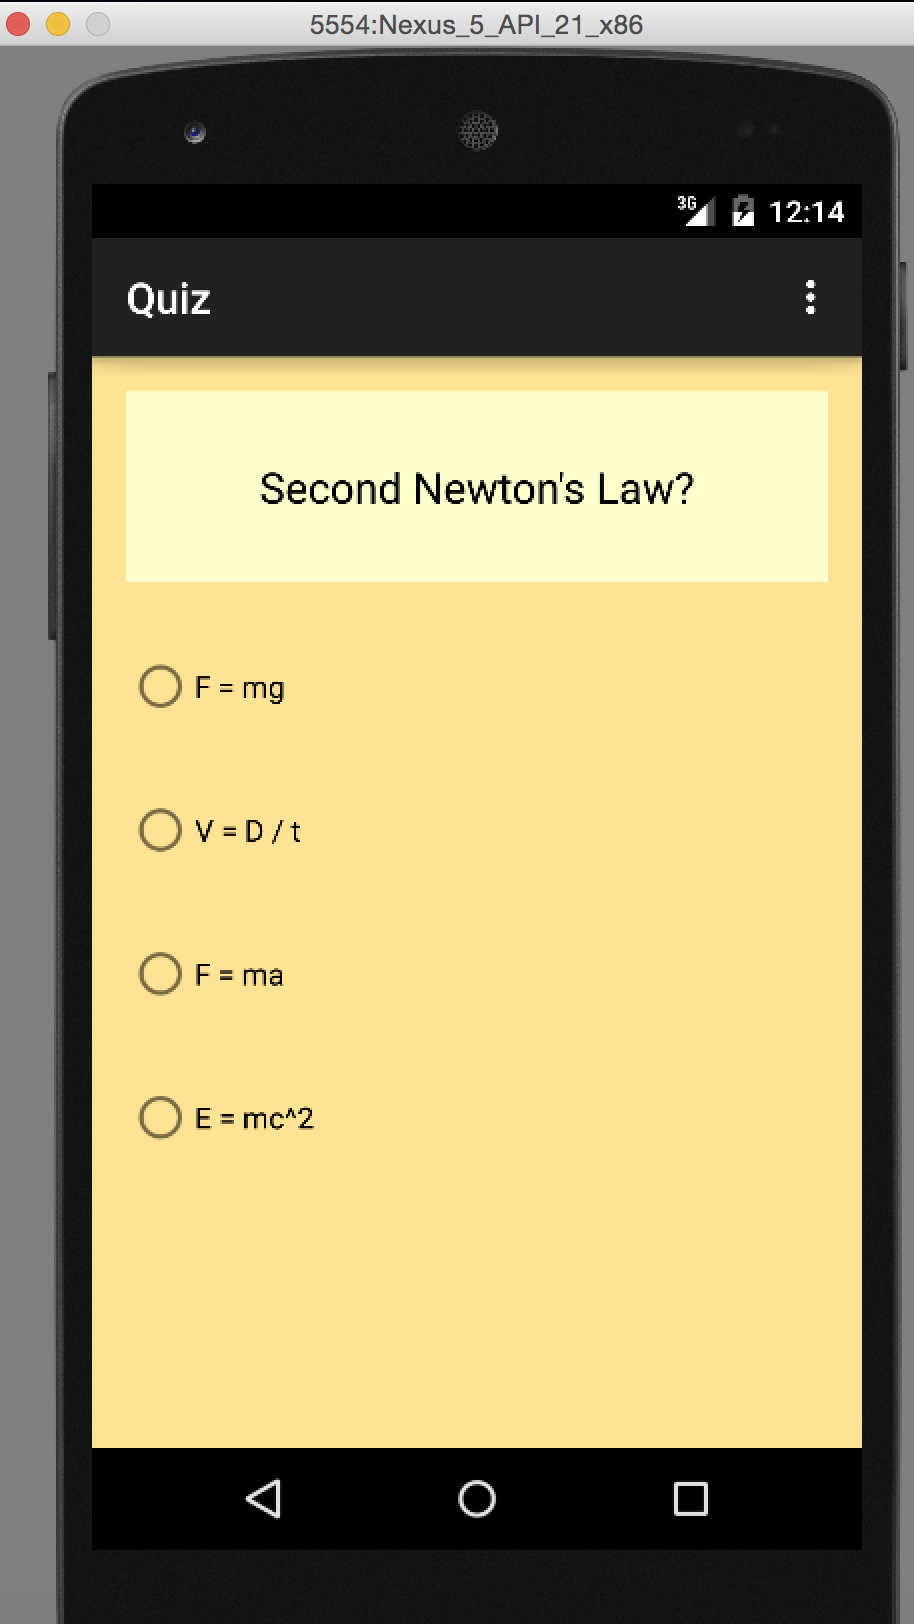 5554:Nexus_5_API_21_x86
3G 12:14
Quiz
Second Newton's Law?
F = mg
V = D / t
F = ma
E = mc^2